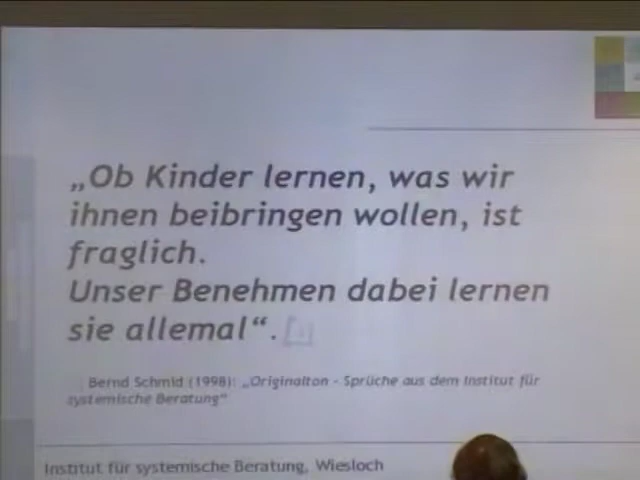 „Ob Kinder lernen, was wir
ihnen beibringen wollen, ist
fraglich.
Unser Benehmen dabei lernen
sie allemal“.
Bernd Schmid (1998): „Originalton - Sprüche aus dem Institut für
systemische Beratung“
Institut für systemische Beratung, Wiesloch